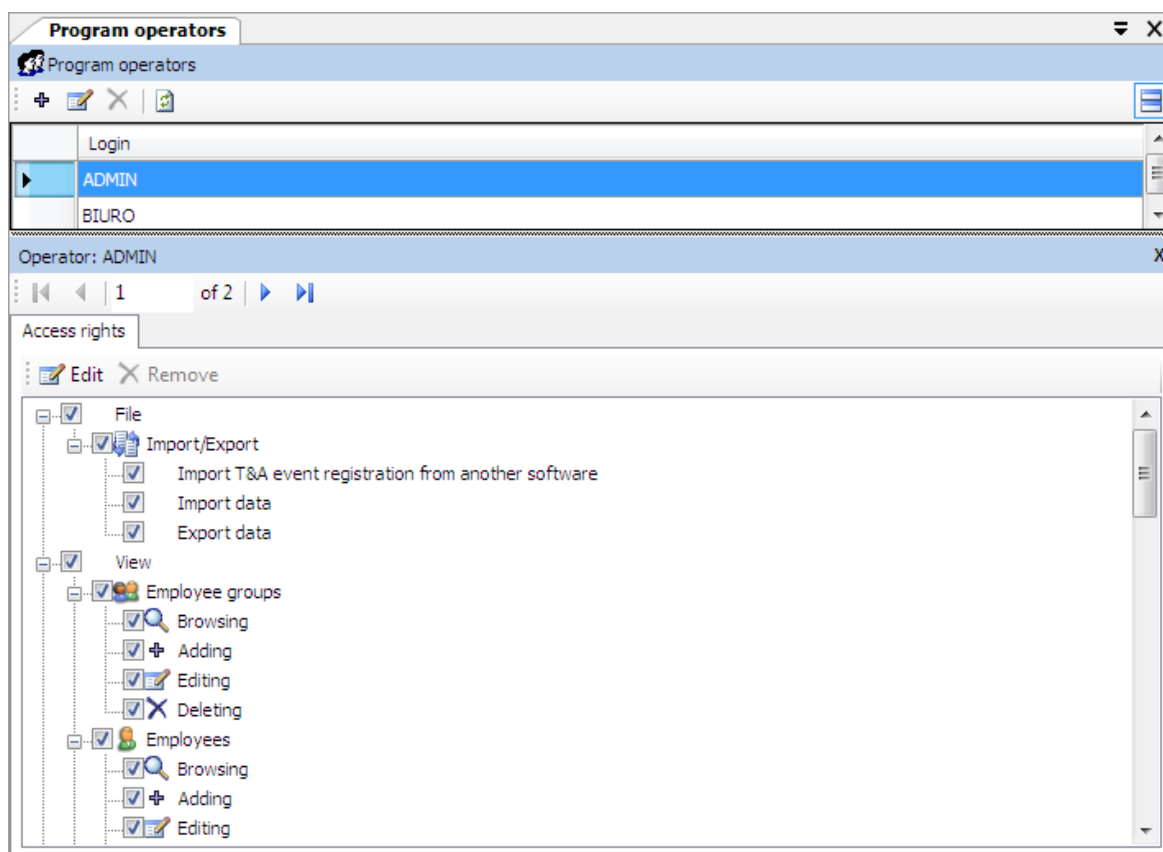 Program operators
Program operators
Login
ADMIN
BIURO
Operator: ADMIN
1 of 2
Access rights
Edit Remove
File
Import/Export
Import T&A event registration from another software
Import data
Export data
View
Employee groups
Browsing
Adding
Editing
Deleting
Employees
Browsing
Adding
Editing